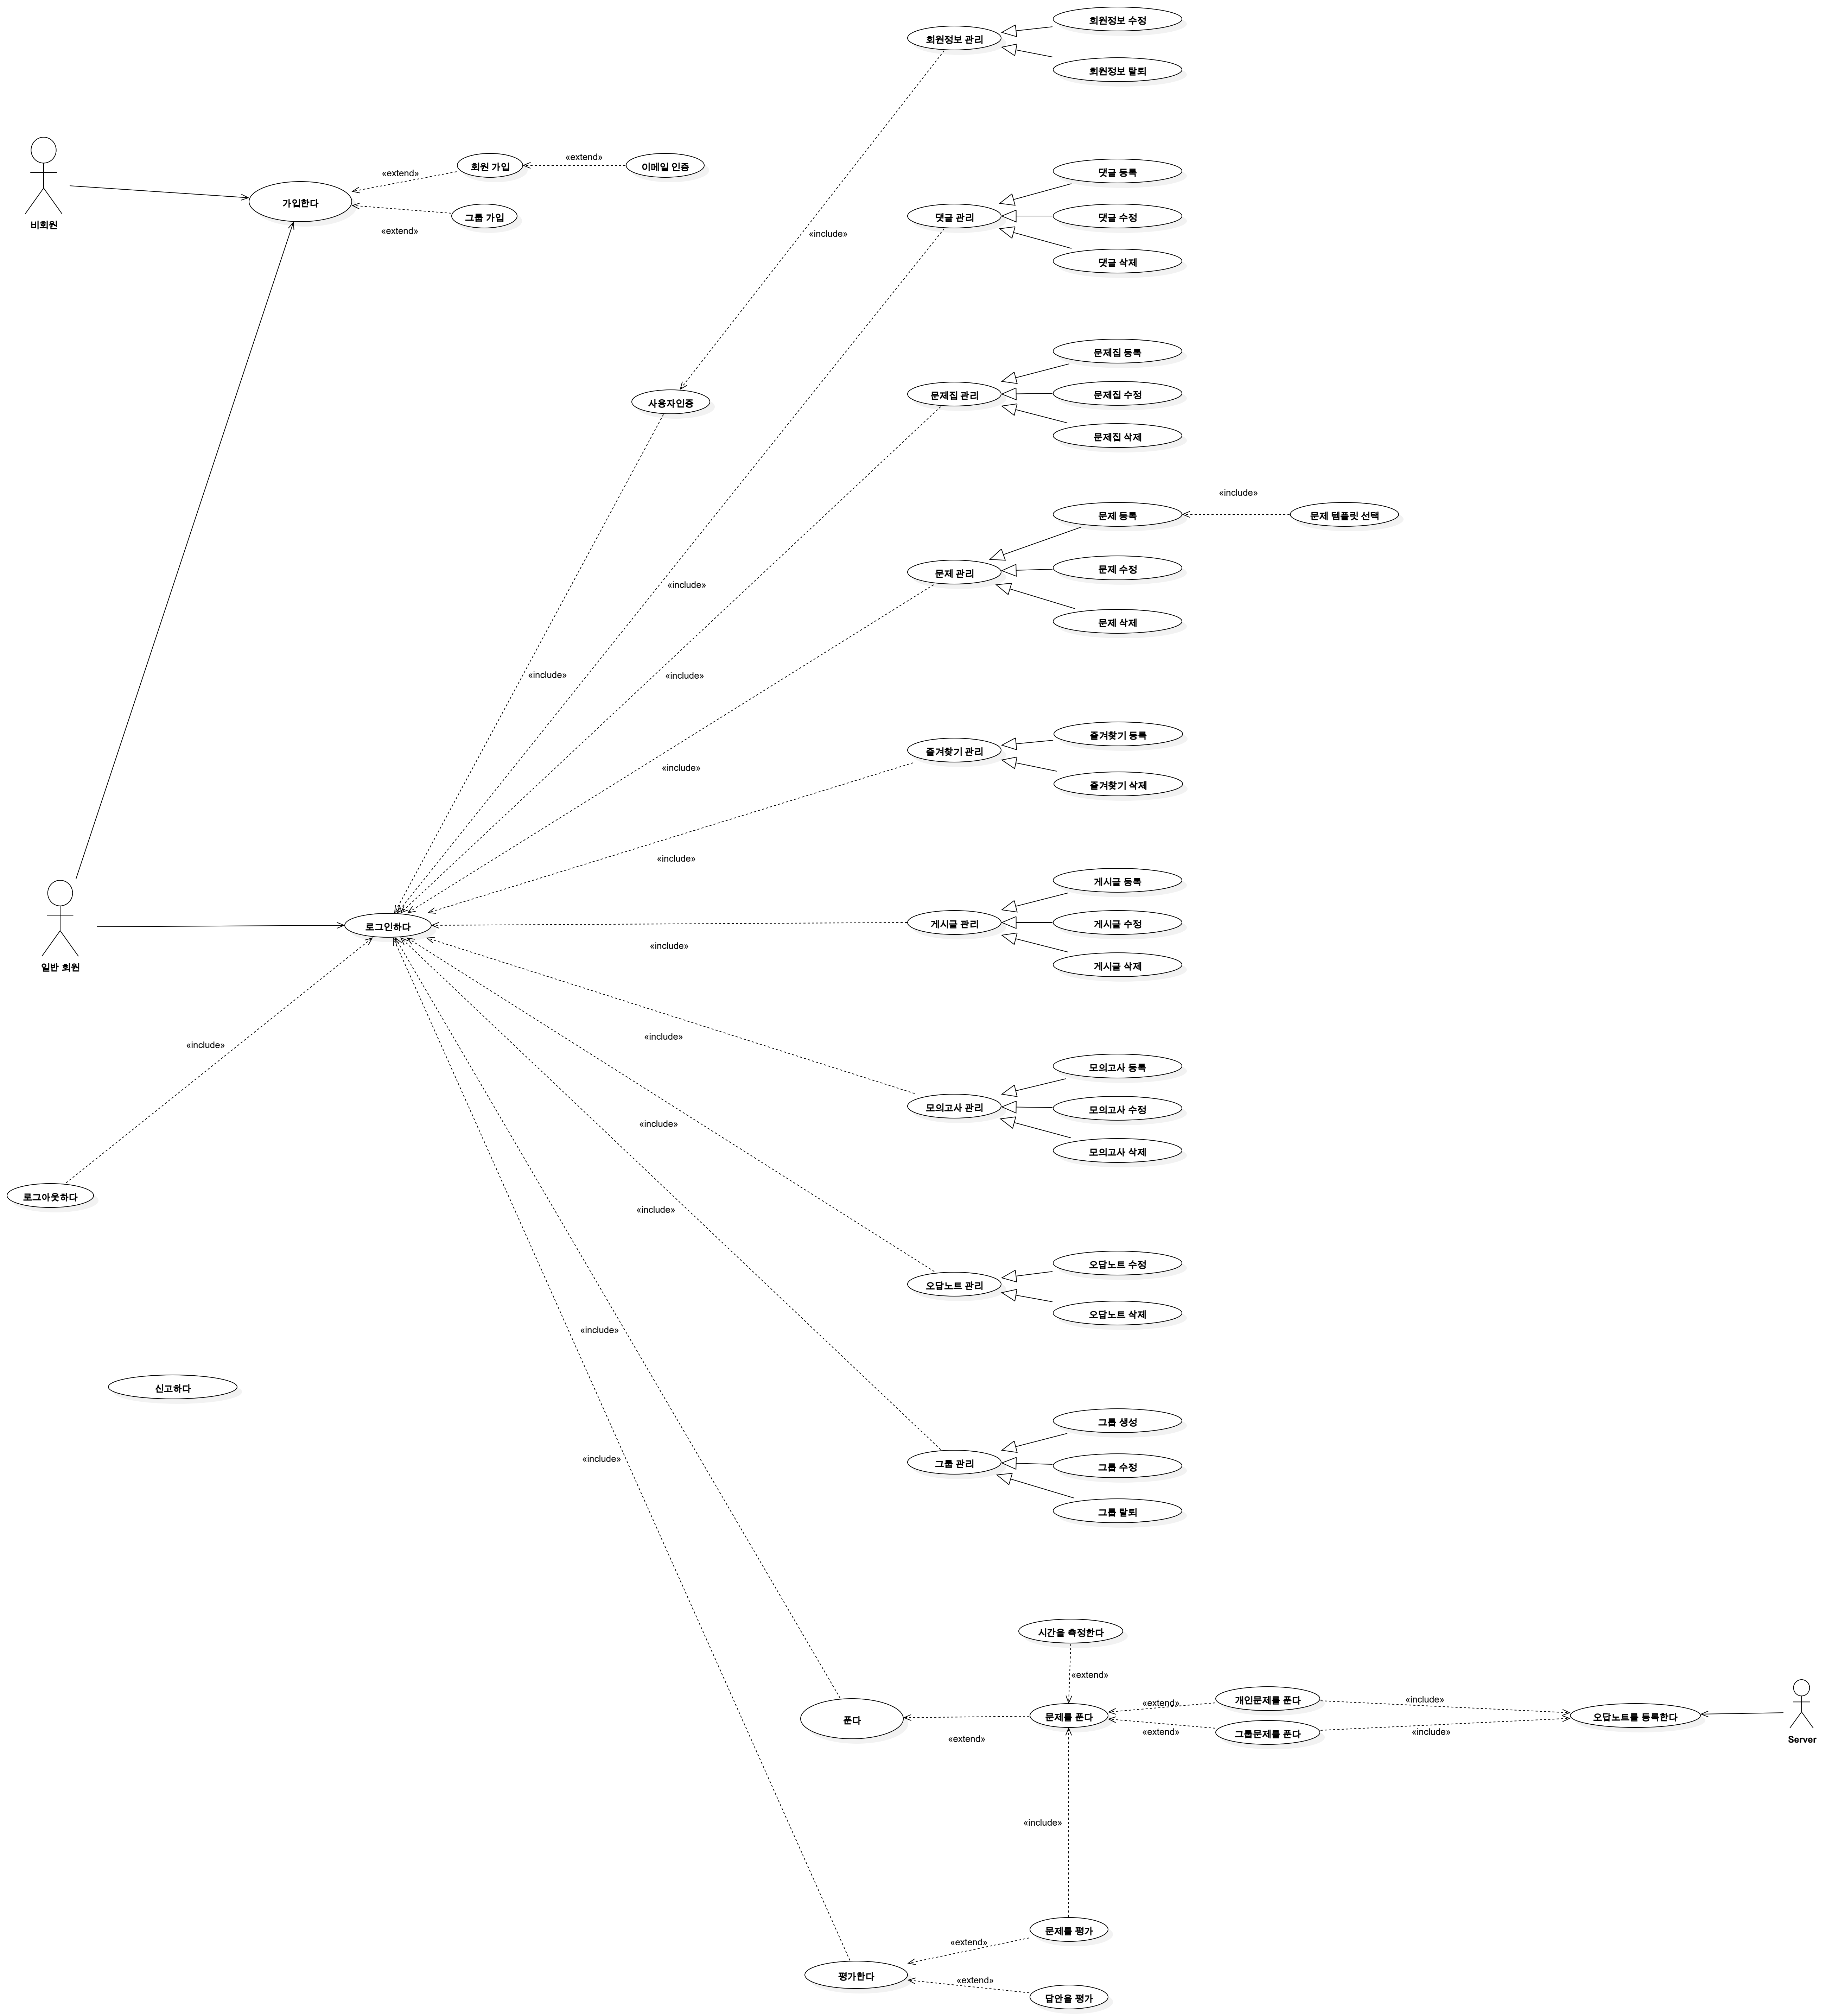 회원정보 수정
회원정보 관리
회원정보 탈퇴
비회원
가입한다
«extend»
회원 가입
«extend»
이메일 인증
그룹 가입
«extend»
«include»
댓글 등록
댓글 관리
댓글 수정
댓글 삭제
사용자인증
문제집 등록
문제집 관리
문제집 수정
문제집 삭제
«include»
문제 등록
문제 템플릿 선택
문제 관리
문제 수정
문제 삭제
«include»
«include»
«include»
«include»
즐겨찾기 등록
즐겨찾기 관리
즐겨찾기 삭제
«include»
일반 회원
로그인하다
게시글 등록
게시글 관리
게시글 수정
게시글 삭제
«include»
«include»
«include»
모의고사 등록
모의고사 관리
모의고사 수정
모의고사 삭제
«include»
로그아웃하다
«include»
오답노트 수정
오답노트 관리
오답노트 삭제
«include»
신고하다
그룹 생성
그룹 관리
그룹 수정
그룹 탈퇴
«include»
시간을 측정한다
«extend»
푼다
«extend»
문제를 푼다
«extend»
개인문제를 푼다
«include»
«extend»
그룹문제를 푼다
«include»
오답노트를 등록한다
Server
«include»
문제를 평가
«extend»
평가한다
«extend»
답안을 평가